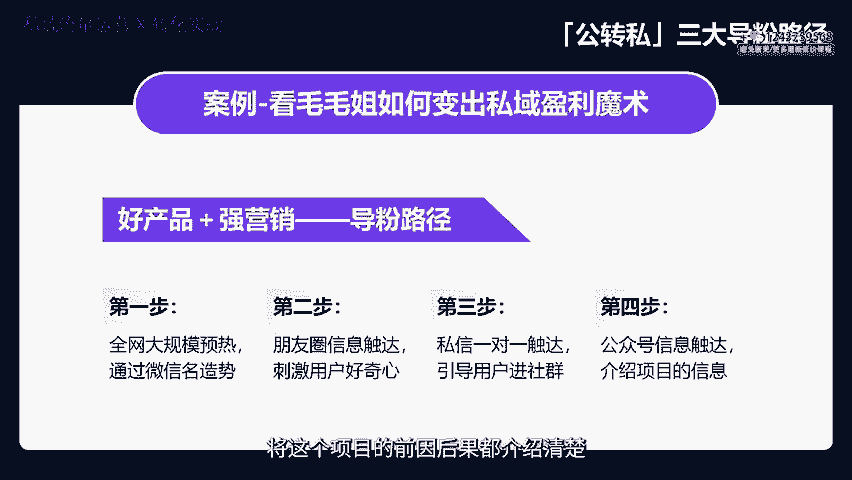 「公转私」三大导粉路径
案例-看毛毛姐如何变出私域盈利魔术
好产品+强营销——导粉路径
第一步：
全网大规模预热，
通过微信名造势
第二步：
朋友圈信息触达，
刺激用户好奇心
第三步：
私信一对一触达，
引导用户进社群
第四步：
公众号信息触达，
介绍项目的信息
将这个项目的前因后果都介绍清楚